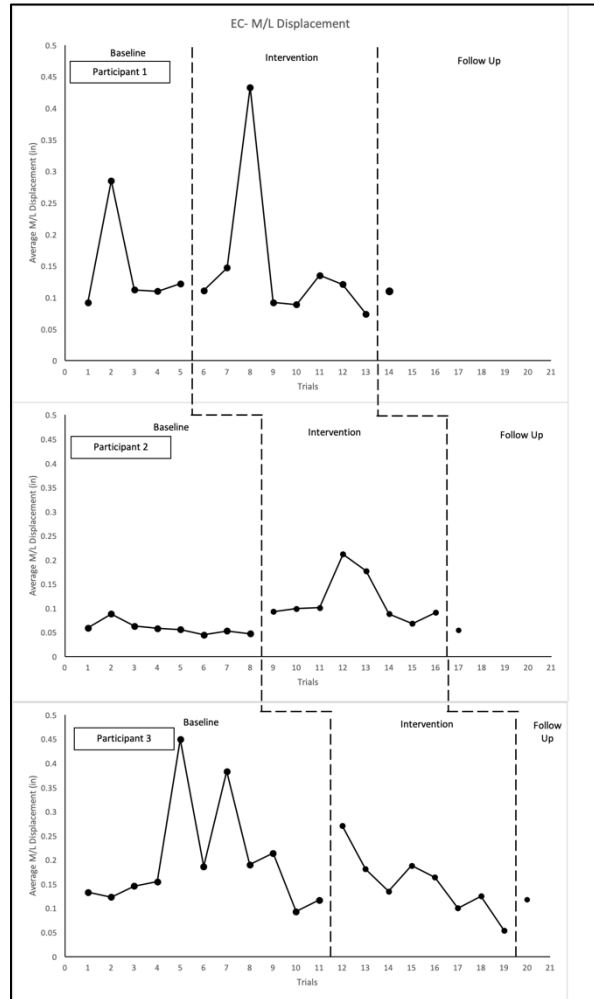 EC- M/L Displacement
Baseline
Intervention
Follow Up
Participant 1
Average M/L Displacement (in)
0.5
0.45
0.4
0.35
0.3
0.25
0.2
0.15
0.1
0.05
0
0 1 2 3 4 5 6 7 8 9 10 11 12 13 14 15 16 17 18 19 20 21
Trials
Baseline
Intervention
Follow Up
Participant 2
Average M/L Displacement (in)
0.5
0.45
0.4
0.35
0.3
0.25
0.2
0.15
0.1
0.05
0
0 1 2 3 4 5 6 7 8 9 10 11 12 13 14 15 16 17 18 19 20 21
Trials
Baseline
Intervention
Follow
Up
Participant 3
Average M/L Displacement (in)
0.5
0.45
0.4
0.35
0.3
0.25
0.2
0.15
0.1
0.05
0
0 1 2 3 4 5 6 7 8 9 10 11 12 13 14 15 16 17 18 19 20 21
Trials